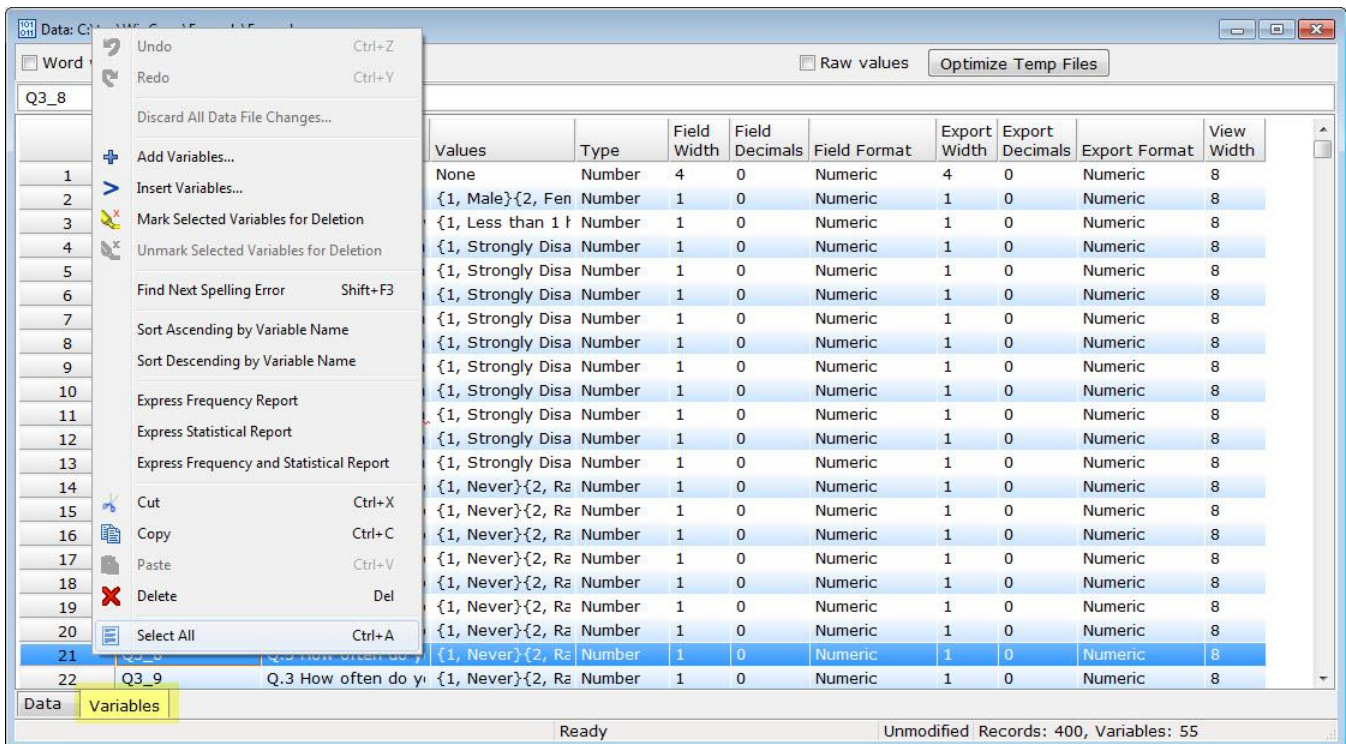 Data: C:\
Undo Ctrl+Z
Word Raw values Optimize Temp Files
Redo Ctrl+Y
Q3_8
Discard All Data File Changes...
Values Type Field Width Field Decimals Field Format Export Width Export Decimals Export Format View Width
Add Variables...
1 None Number 4 0 Numeric 4 0 Numeric 8
Insert Variables...
2 {1, Male}{2, Fem Number 1 0 Numeric 1 0 Numeric 8
Mark Selected Variables for Deletion
3 {1, Less than 1 h Number 1 0 Numeric 1 0 Numeric 8
Unmark Selected Variables for Deletion
4 {1, Strongly Disa Number 1 0 Numeric 1 0 Numeric 8
5 {1, Strongly Disa Number 1 0 Numeric 1 0 Numeric 8
Find Next Spelling Error Shift+F3
6 {1, Strongly Disa Number 1 0 Numeric 1 0 Numeric 8
7 {1, Strongly Disa Number 1 0 Numeric 1 0 Numeric 8
Sort Ascending by Variable Name
8 {1, Strongly Disa Number 1 0 Numeric 1 0 Numeric 8
Sort Descending by Variable Name
9 {1, Strongly Disa Number 1 0 Numeric 1 0 Numeric 8
10 {1, Strongly Disa Number 1 0 Numeric 1 0 Numeric 8
Express Frequency Report
11 {1, Strongly Disa Number 1 0 Numeric 1 0 Numeric 8
Express Statistical Report
12 {1, Strongly Disa Number 1 0 Numeric 1 0 Numeric 8
Express Frequency and Statistical Report
13 {1, Strongly Disa Number 1 0 Numeric 1 0 Numeric 8
14 {1, Never}{2, Ra Number 1 0 Numeric 1 0 Numeric 8
Cut Ctrl+X
15 {1, Never}{2, Ra Number 1 0 Numeric 1 0 Numeric 8
Copy Ctrl+C
16 {1, Never}{2, Ra Number 1 0 Numeric 1 0 Numeric 8
Paste Ctrl+V
17 {1, Never}{2, Ra Number 1 0 Numeric 1 0 Numeric 8
18 {1, Never}{2, Ra Number 1 0 Numeric 1 0 Numeric 8
Delete Del
19 {1, Never}{2, Ra Number 1 0 Numeric 1 0 Numeric 8
Select All Ctrl+A
20 {1, Never}{2, Ra Number 1 0 Numeric 1 0 Numeric 8
21 Q3_8 Q.3 How often do y {1, Never}{2, Ra Number 1 0 Numeric 1 0 Numeric 8
22 Q3_9 Q.3 How often do yo {1, Never}{2, Ra Number 1 0 Numeric 1 0 Numeric 8
Data Variables
Ready Unmodified Records: 400, Variables: 55